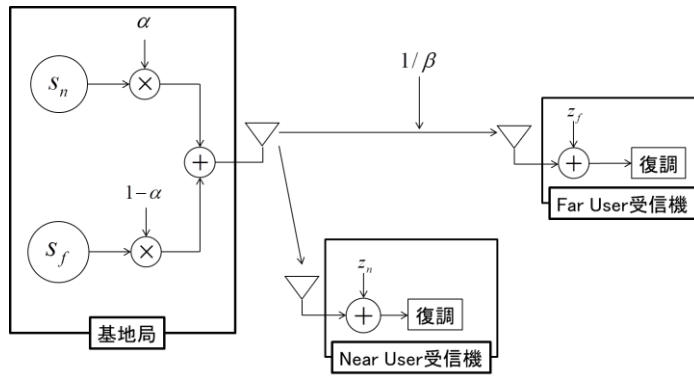 α
S_n
×
1/β
z_f
+
復調
+
Far User受信機
1−α
S_f
×
z_n
+
復調
基地局
Near User受信機